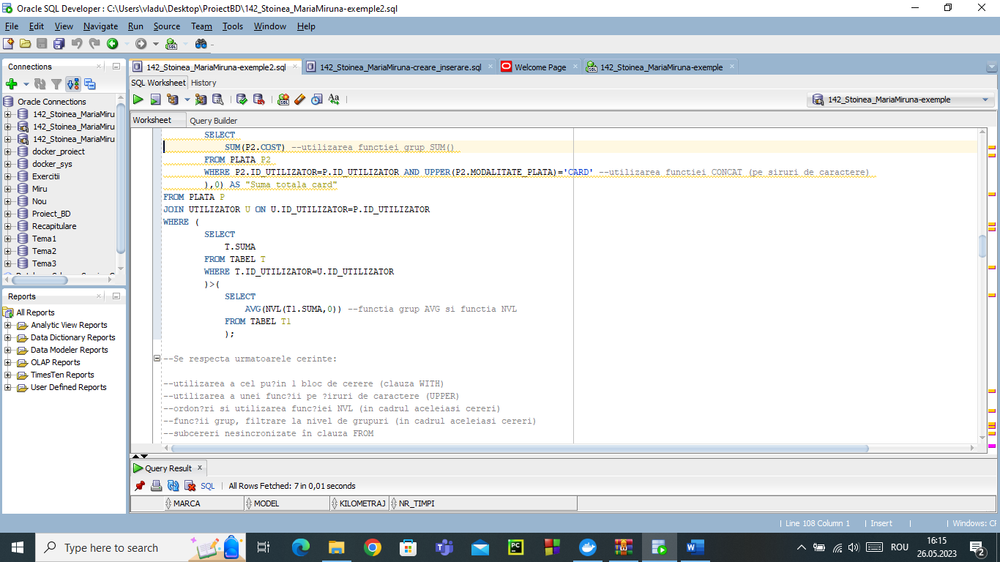 Oracle SQL Developer : C:\Users\vladu\Desktop\ProiectBD\142_Stoinea_MariaMiruna-exemple2.sql
File Edit View Navigate Run Source Team Tools Window Help
Connections
Oracle Connections
142_Stoinea_MariaMiru
142_Stoinea_MariaMiru
142_Stoinea_MariaMiru
docker_proiect
docker_sys
Exercitii
Miru
Nou
Proiect_BD
Recapitulare
Tema1
Tema2
Tema3
Reports
All Reports
Analytic View Reports
Data Dictionary Reports
Data Modeler Reports
OLAP Reports
TimesTen Reports
User Defined Reports
142_Stoinea_MariaMiruna-exemple2.sql
142_Stoinea_MariaMiruna-creare_inserare.sql
Welcome Page
142_Stoinea_MariaMiruna-exemple
SQL Worksheet History
142_Stoinea_MariaMiruna-exemple
Worksheet Query Builder
SELECT
SUM(P2.COST) --utilizarea functiei grup SUM()
FROM PLATA P2
WHERE P2.ID_UTILIZATOR=P.ID_UTILIZATOR AND UPPER(P2.MODALITATE_PLATA)='CARD' --utilizarea functiei CONCAT (pe siruri de caractere)
),0) AS "Suma totala card"
FROM PLATA P
JOIN UTILIZATOR U ON U.ID_UTILIZATOR=P.ID_UTILIZATOR
WHERE (
SELECT
T.SUMA
FROM TABEL T
WHERE T.ID_UTILIZATOR=U.ID_UTILIZATOR
)>(
SELECT
AVG(NVL(T1.SUMA,0)) --functia grup AVG si functia NVL
FROM TABEL T1
);
--Se respecta urmatoarele cerinte:
--utilizarea a cel pu?in 1 bloc de cerere (clauza WITH)
--utilizarea a unei func?ii pe ?iruri de caractere (UPPER)
--ordon?ri si utilizarea func?iei NVL (in cadrul aceleiasi cereri)
--func?ii grup, filtrare la nivel de grupuri (in cadrul aceleiasi cereri)
--subcereri nesincronizate în clauza FROM
Query Result
SQL | All Rows Fetched: 7 in 0,01 seconds
MARCA MODEL KILOMETRAJ NR_TIMPI
Line 108 Column 1 | Insert | Windows: CF
Type here to search
W
PC
ROU
16:15
26.05.2023
2